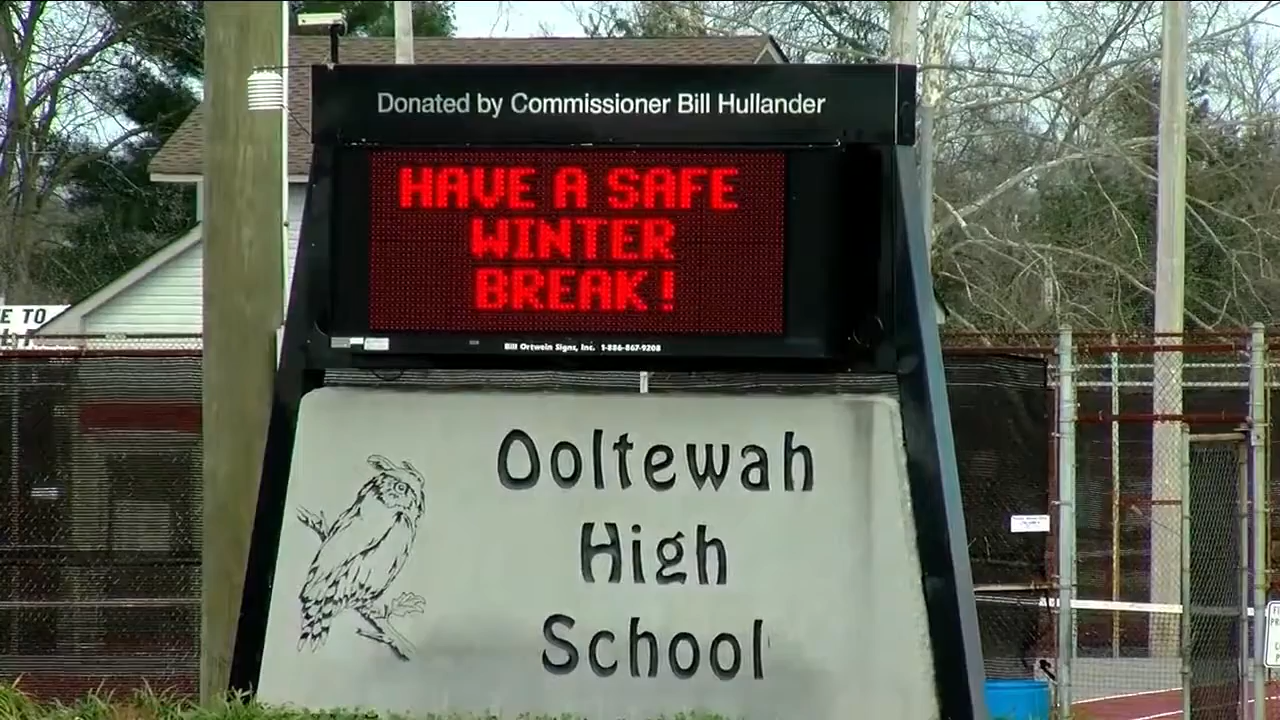 Donated by Commissioner Bill Hullander
HAVE A SAFE
WINTER
BREAK!
Bill Ortwein Signs, Inc. 1-886-867-9208
E TO
Ooltewah
High
School